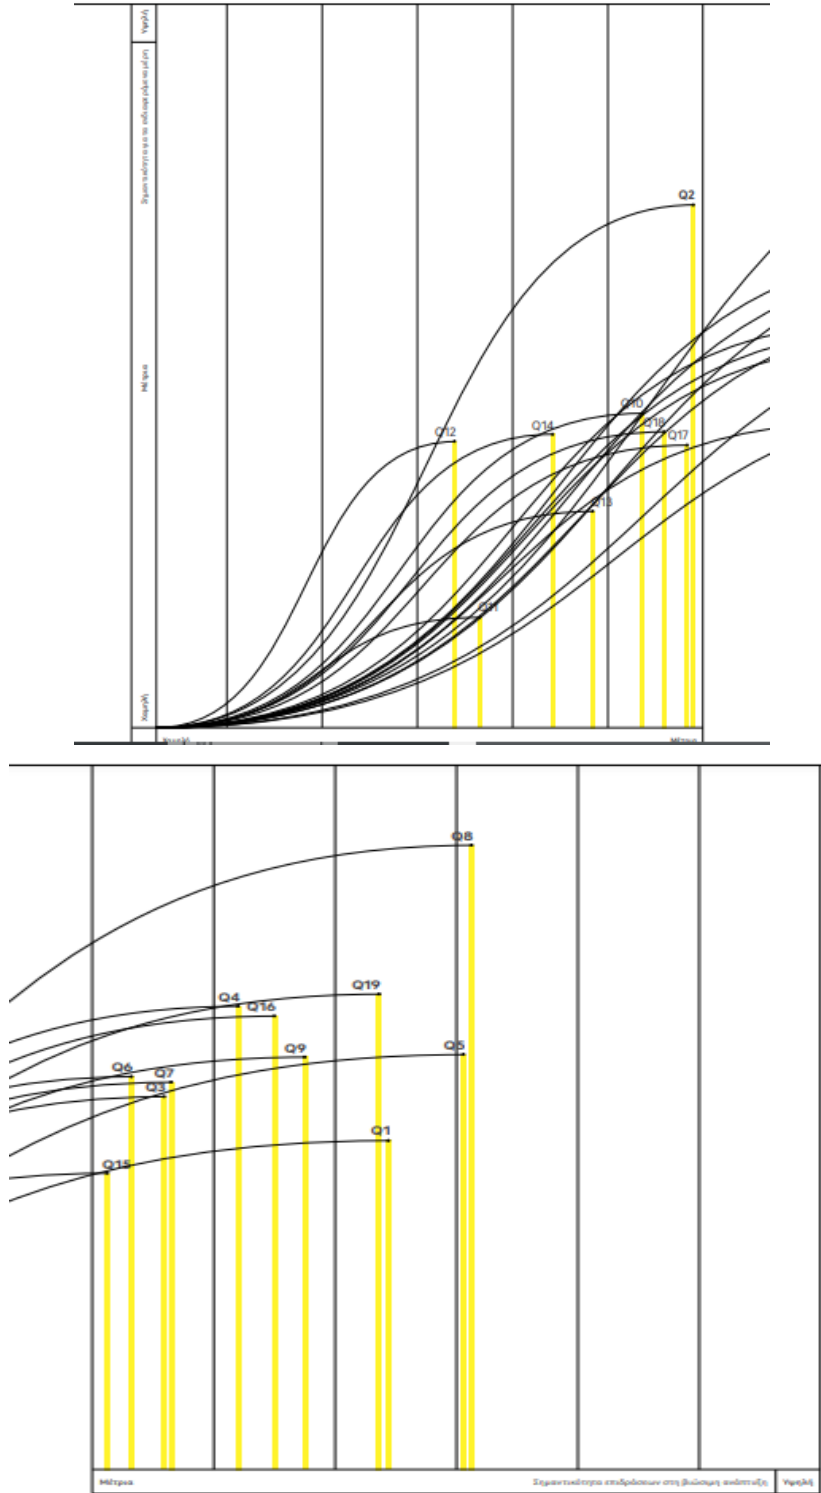 Υψηλή
Σημαντικότητα για τα ενδιαφερόμενα μέρη
Μέτρια
Χαμηλή
Q2
Q10
Q12
Q14
Q18
Q17
Q13
Q11
Χαμηλή
Μέτρια
Q8
Q19
Q4
Q16
Q9
Q5
Q6
Q7
Q3
Q1
Q15
Μέτρια
Σημαντικότητα επιδράσεων στη βιώσιμη ανάπτυξη
Υψηλή